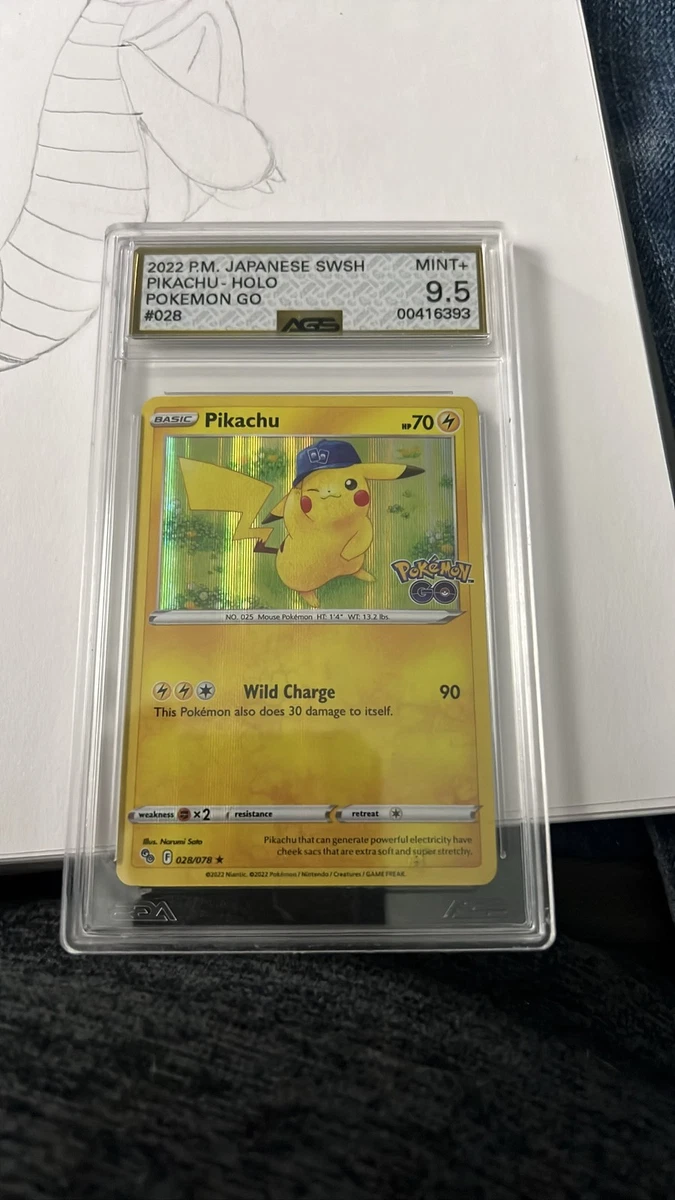 2022 P.M. JAPANESE SWSH MINT+
PIKACHU - HOLO 9.5
POKEMON GO
#028 00416393
AGS
BASIC Pikachu HP 70
Pokémon
GO
NO. 025 Mouse Pokémon HT: 1'4" WT: 13.2 lbs.
Wild Charge 90
This Pokémon also does 30 damage to itself.
weakness ×2 resistance retreat
Illus. Narumi Sato
Pikachu that can generate powerful electricity have
cheek sacs that are extra soft and super stretchy.
F 028/078 ★
©2022 Niantic. ©2022 Pokémon / Nintendo / Creatures / GAME FREAK.
AGS